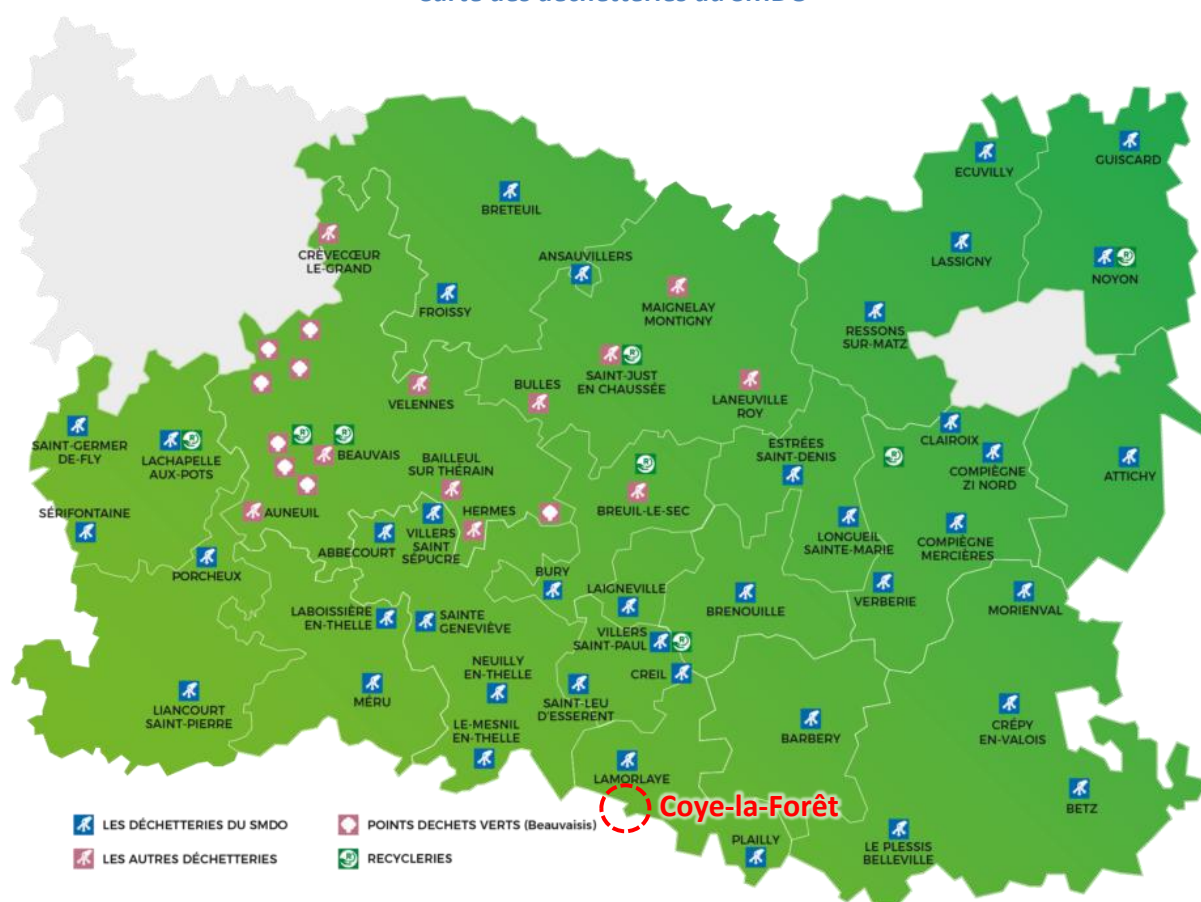 Carte des déchetteries du SMDO
GUISCARD
ECUVILLY
BRETEUIL
CRÈVECŒUR
LE-GRAND
ANSAUVILLERS
LASSIGNY
NOYON
FROISSY
MAIGNELAY
MONTIGNY
RESSONS
SUR-MATZ
SAINT-JUST
EN CHAUSSÉE
BULLES
VELENNES
LANEUVILLE
ROY
SAINT-GERMER
DE-FLY
LACHAPELLE
AUX-POTS
BEAUVAIS
BAILLEUL
SUR THÉRAIN
ESTRÉES
SAINT-DENIS
CLAIROIX
COMPIÈGNE
ZI NORD
ATTICHY
SÉRIFONTAINE
AUNEUIL
HERMES
BREUIL-LE-SEC
ABBECOURT
VILLERS
SAINT
SÉPUCRE
LONGUEIL
SAINTE-MARIE
COMPIÈGNE
MERCIÈRES
PORCHEUX
BURY
LAIGNEVILLE
BRENOUILLE
VERBERIE
MORIENVAL
LABOISSIÈRE
EN-THELLE
SAINTE
GENEVIÈVE
VILLERS
SAINT-PAUL
NEUILLY
EN-THELLE
CREIL
LIANCOURT
SAINT-PIERRE
MÉRU
SAINT-LEU
D'ESSERENT
LE-MESNIL
EN-THELLE
BARBERY
CRÉPY
EN-VALOIS
LAMORLAYE
Coye-la-Forêt
BETZ
PLAILLY
LE PLESSIS
BELLEVILLE
LES DÉCHETTERIES DU SMDO
POINTS DECHETS VERTS (Beauvaisis)
LES AUTRES DÉCHETTERIES
RECYCLERIES